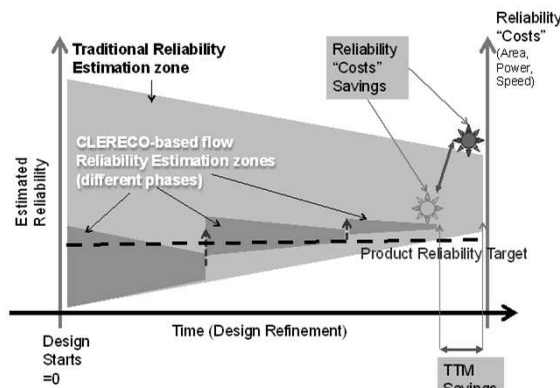 Reliability
"Costs"
(Area,
Power,
Speed)
Traditional Reliability
Estimation zone
Reliability
"Costs"
Savings
CLERECO-based flow
Reliability Estimation zones
(different phases)
Estimated
Reliability
Product Reliability Target
Time (Design Refinement)
Design
Starts
=0
TTM
Savings